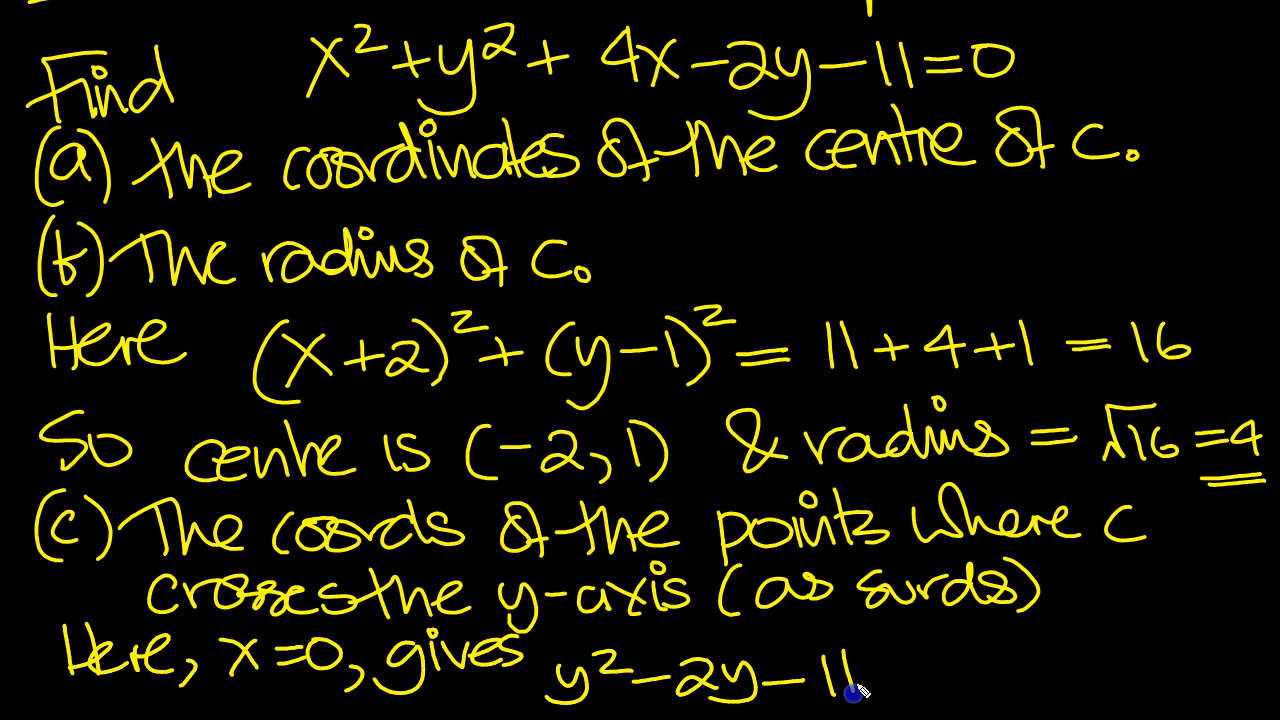 Find x²+y²+4x-2y-11=0
(a) the coordinates of the centre of C.
(b) The radius of C.
Here (x+2)²+(y-1)²=11+4+1=16
So centre is (-2,1) & radius=√16=4
(c) The coords of the points where C
crosses the y-axis (as surds)
Here, x=0, gives y²-2y-11